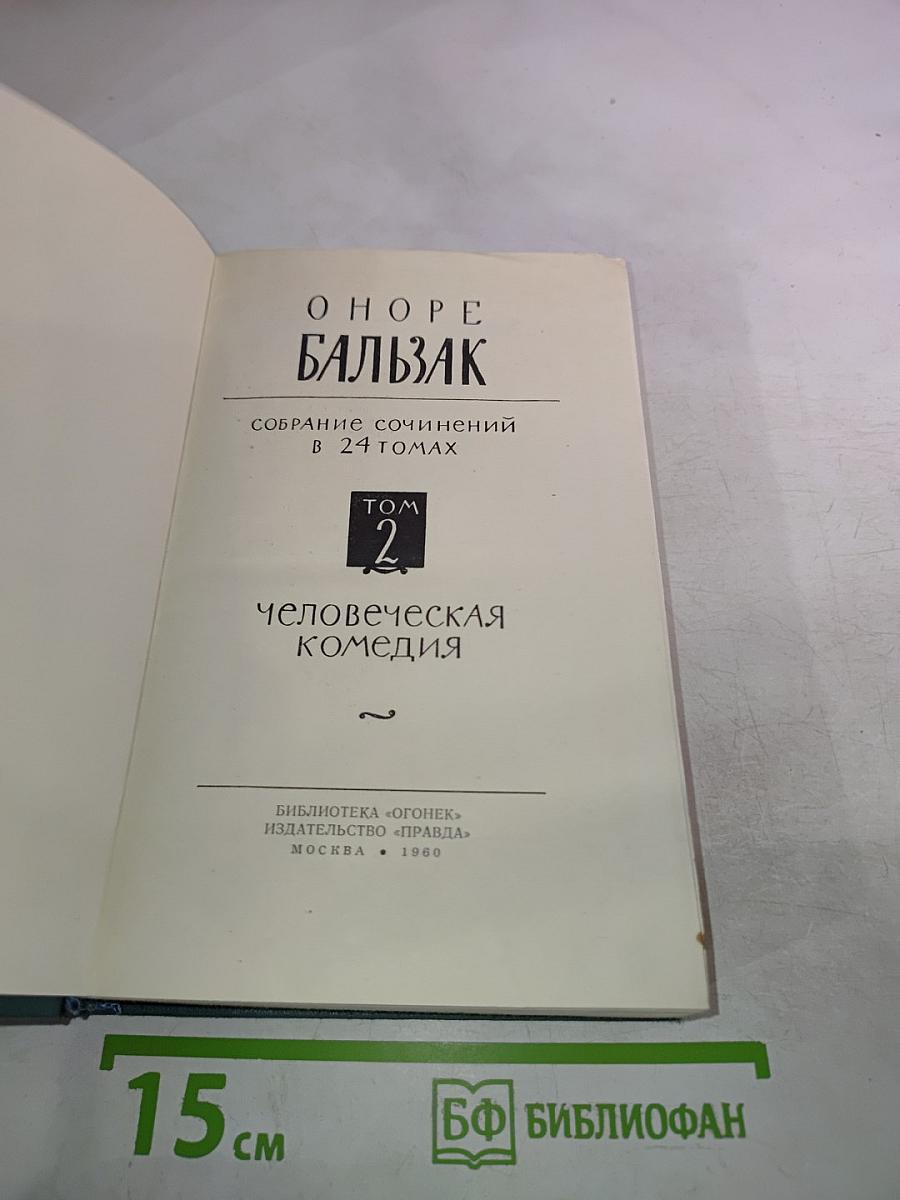 ОНОРЕ
БАЛЬЗАК
СОБРАНИЕ СОЧИНЕНИЙ
В 24 ТОМАХ
ТОМ
2
ЧЕЛОВЕЧЕСКАЯ
КОМЕДИЯ
БИБЛИОТЕКА «ОГОНЕК»
ИЗДАТЕЛЬСТВО «ПРАВДА»
МОСКВА • 1960
15 см
БФ БИБЛИОФАН